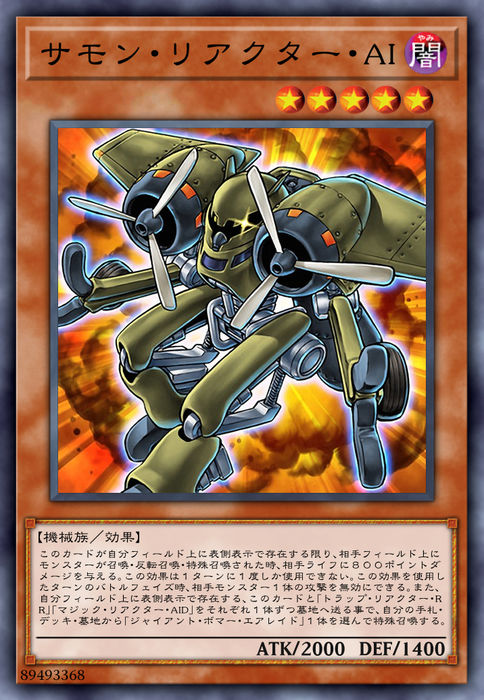 サモン・リアクター・AI
やみ
闇
【機械族／効果】
このカードが自分フィールド上に表側表示で存在する限り、相手フィールド上に
モンスターが召喚・反転召喚・特殊召喚された時、相手ライフに８００ポイントダ
メージを与える。この効果は１ターンに１度しか使用できない。この効果を使用し
たターンのバトルフェイズ時、相手モンスター１体の攻撃を無効にできる。また、
自分フィールド上に表側表示で存在する、このカードと「トラップ・リアクター・R
R」「マジック・リアクター・AID」をそれぞれ１体ずつ墓地へ送る事で、自分の手札・
デッキ・墓地から「ジャイアント・ボマー・エアレイド」１体を選んで特殊召喚する。
ATK/2000 DEF/1400
89493368